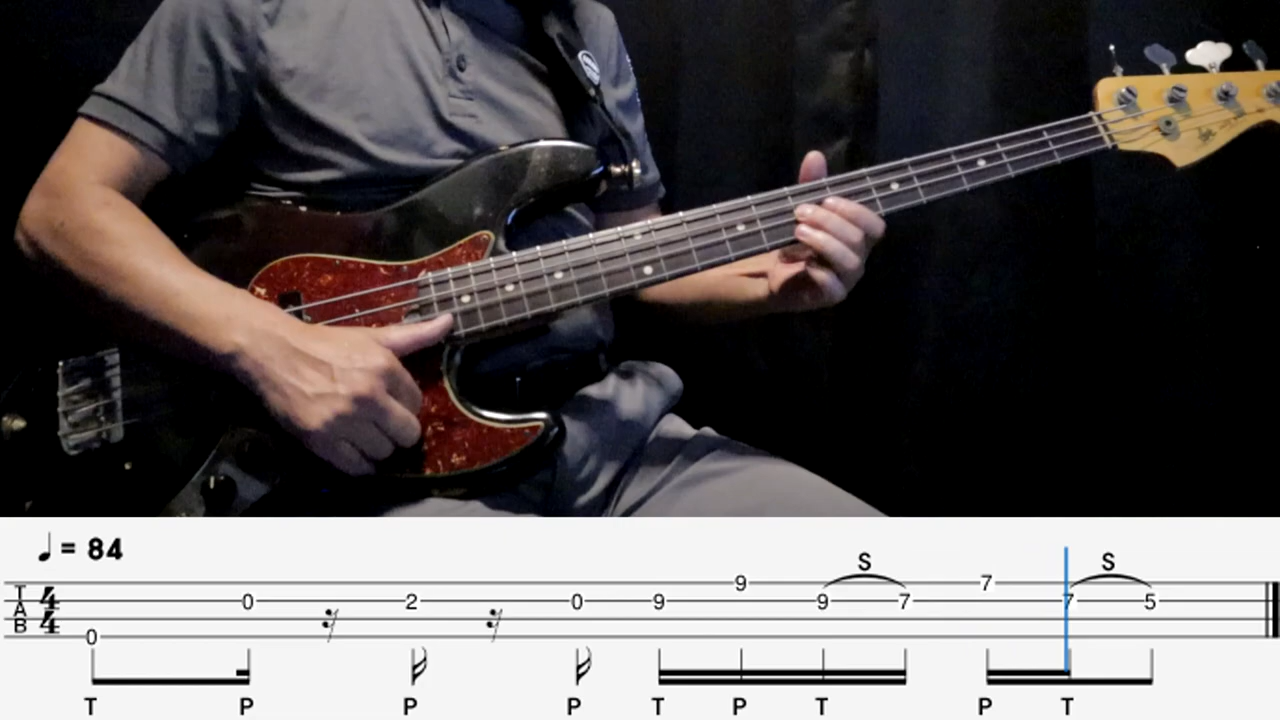 ♩ = 84
S S
9 7
T 4 0 2 0 9 9 7 7 5
A
B 4
0
T P P P T P T P T